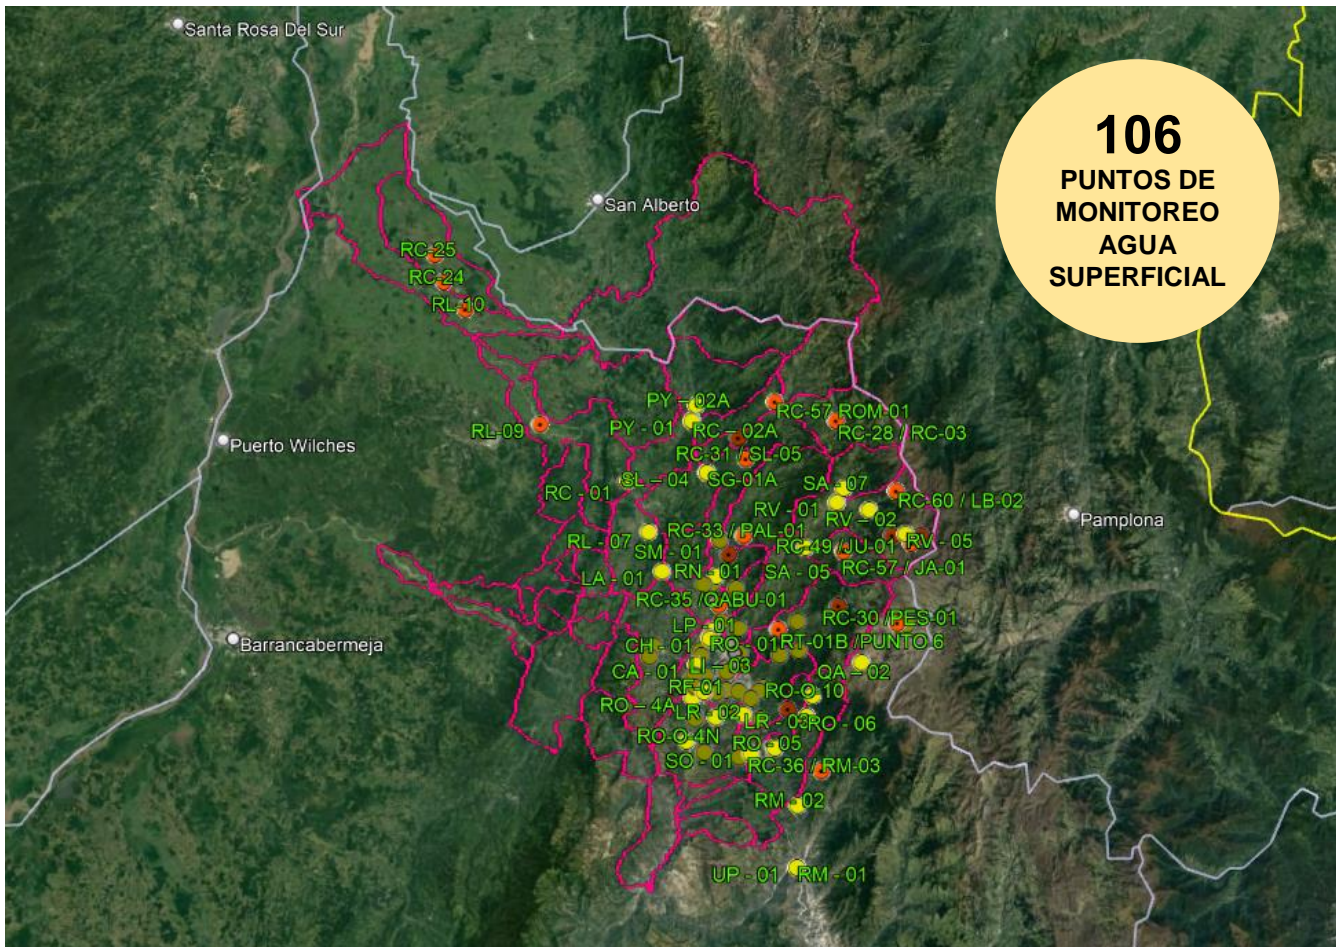 Santa Rosa Del Sur
106
PUNTOS DE
MONITOREO
AGUA
SUPERFICIAL
San Alberto
RC-25
RC-24
RL-10
PY – 02A
RC-57 ROM-01
RL-09
PY - 01
RC – 02A
RC-28 / RC-03
Puerto Wilches
RC-31 / SL-05
SL – 04
SG-01A
SA - 07
RC - 01
RC-60 / LB-02
RV - 01
RV – 02
Pamplona
RC-33 / PAL-01
RL - 07
SM - 01
RC-49 /JU-01
RV - 05
RC-57 / JA-01
LA - 01
RN - 01
SA - 05
RC-35 /QABU-01
RC-30 /PES-01
LP - 01
Barrancabermeja
CH - 01
RO - 01
RT-01B /PUNTO 6
CA - 01
LI – 03
QA – 02
RF-01
RO-O-10
RO – 4A
LR - 02
LR - 03
RO - 06
RO-O-4N
RO - 05
SO - 01
RC-36 / RM-03
RM - 02
UP - 01
RM - 01